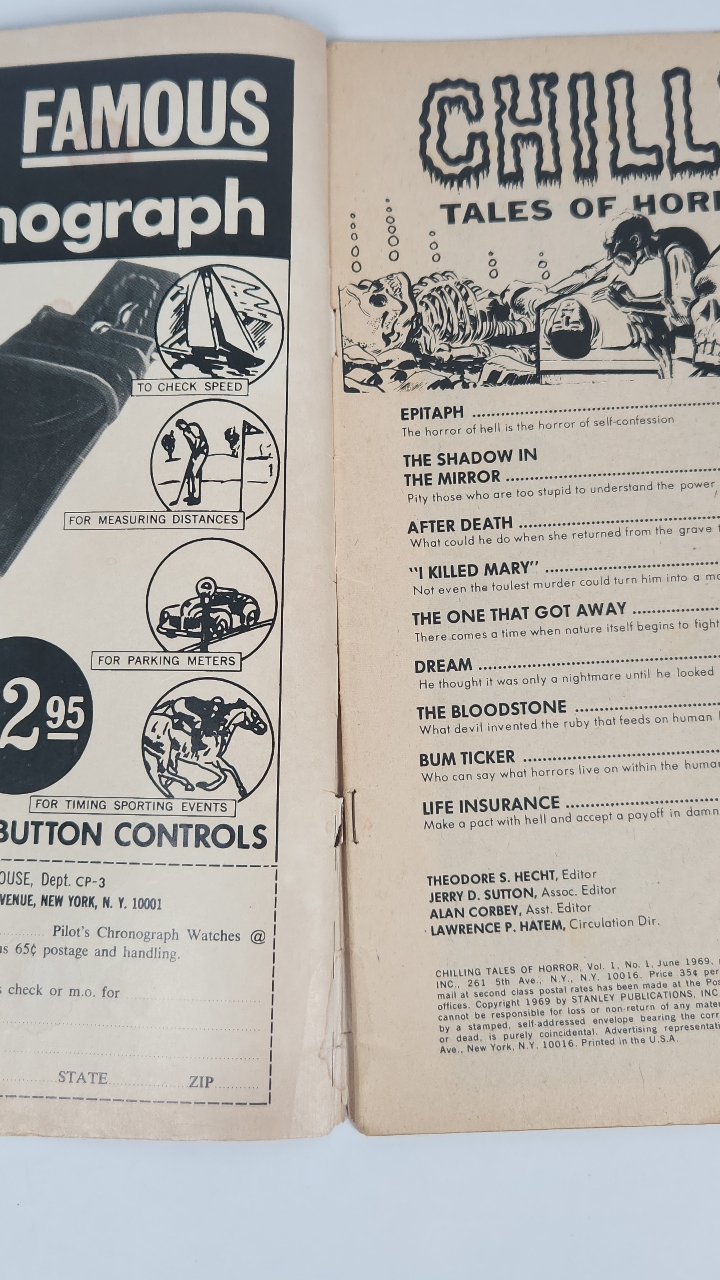 FAMOUS
nograph
TO CHECK SPEED
FOR MEASURING DISTANCES
FOR PARKING METERS
2.95
FOR TIMING SPORTING EVENTS
BUTTON CONTROLS
OUSE, Dept. CP-3
VENUE, NEW YORK, N. Y. 10001
Pilot's Chronograph Watches @
us 65¢ postage and handling.
s check or m.o. for
STATE ZIP
CHILL
TALES OF HORR
EPITAPH
The horror of hell is the horror of self-confession
THE SHADOW IN
THE MIRROR
Pity those who are too stupid to understand the power
AFTER DEATH
What could he do when she returned from the grave t
"I KILLED MARY"
Not even the foulest murder could turn him into a mo
THE ONE THAT GOT AWAY
There comes a time when nature itself begins to fight
DREAM
He thought it was only a nightmare until he looked
THE BLOODSTONE
What devil invented the ruby that feeds on human
BUM TICKER
Who can say what horrors live on within the human
LIFE INSURANCE
Make a pact with hell and accept a payoff in damn
THEODORE S. HECHT, Editor
JERRY D. SUTTON, Assoc. Editor
ALAN CORBEY, Asst. Editor
LAWRENCE P. HATEM, Circulation Dir.
CHILLING TALES OF HORROR, Vol. 1, No. 1, June 1969,
INC., 261 5th Ave., N.Y., N.Y. 10016. Price 35¢ per
mail at second class postal rates has been made at the Pos
offices. Copyright 1969 by STANLEY PUBLICATIONS, INC.
cannot be responsible for loss or non-return of any mater
by a stamped, self-addressed envelope bearing the corr
or dead, is purely coincidental. Advertising representati
Ave., New York, N.Y. 10016. Printed in the U.S.A.